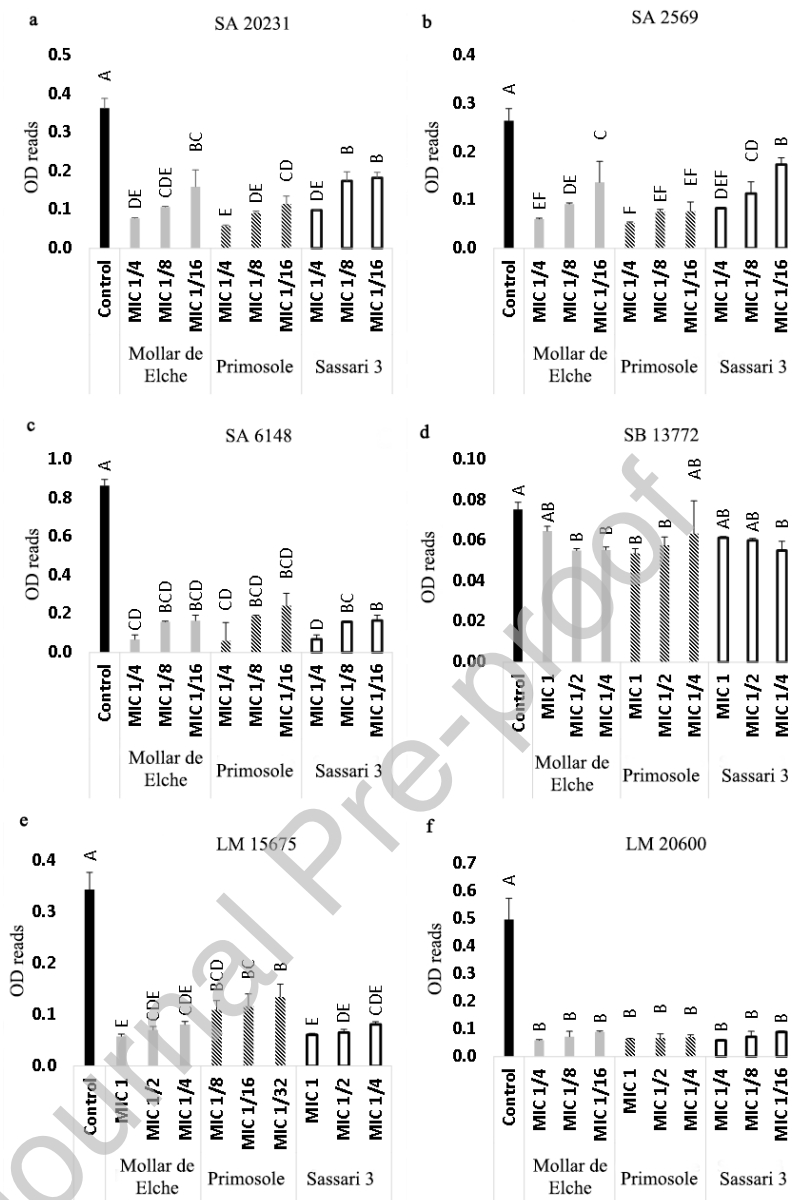 a
SA 20231
OD reads
0.5
0.4
0.3
0.2
0.1
0.0
A
DE
CDE
BC
E
DE
CD
DE
B
B
Control
MIC 1/4
MIC 1/8
MIC 1/16
MIC 1/4
MIC 1/8
MIC 1/16
MIC 1/4
MIC 1/8
MIC 1/16
Mollar de
Elche
Primosole
Sassari 3
b
SA 2569
OD reads
0.4
0.3
0.2
0.1
0.0
A
EF
DE
C
F
EF
EF
DEF
CD
B
Control
MIC 1/4
MIC 1/8
MIC 1/16
MIC 1/4
MIC 1/8
MIC 1/16
MIC 1/4
MIC 1/8
MIC 1/16
Mollar de
Elche
Primosole
Sassari 3
c
SA 6148
OD reads
1.0
0.8
0.6
0.4
0.2
0.0
A
CD
BCD
BCD
CD
BCD
BCD
D
BC
B
Control
MIC 1/4
MIC 1/8
MIC 1/16
MIC 1/4
MIC 1/8
MIC 1/16
MIC 1/4
MIC 1/8
MIC 1/16
Mollar de
Elche
Primosole
Sassari 3
d
SB 13772
OD reads
0.10
0.08
0.06
0.04
0.02
0.00
A
AB
B
B
B
B
AB
AB
AB
B
Control
MIC 1
MIC 1/2
MIC 1/4
MIC 1
MIC 1/2
MIC 1/4
MIC 1
MIC 1/2
MIC 1/4
Mollar de
Elche
Primosole
Sassari 3
e
LM 15675
OD reads
0.4
0.3
0.2
0.1
0.0
A
E
CDE
CDE
BCD
BC
B
E
DE
CDE
Control
MIC 1
MIC 1/2
MIC 1/4
MIC 1/8
MIC 1/16
MIC 1/32
MIC 1
MIC 1/2
MIC 1/4
Mollar de
Elche
Primosole
Sassari 3
f
LM 20600
OD reads
0.7
0.6
0.5
0.4
0.3
0.2
0.1
0.0
A
B
B
B
B
B
B
B
B
B
Control
MIC 1/4
MIC 1/8
MIC 1/16
MIC 1
MIC 1/2
MIC 1/4
MIC 1/4
MIC 1/8
MIC 1/16
Mollar de
Elche
Primosole
Sassari 3
Journal Pre-proof